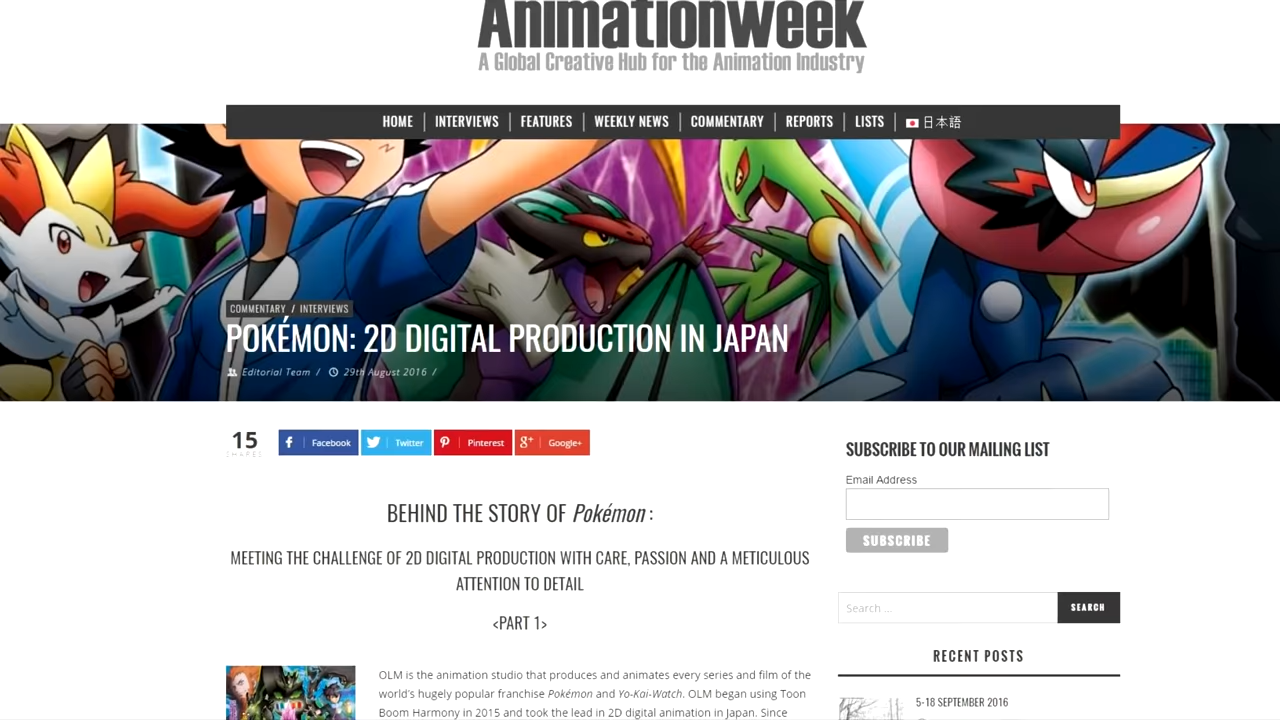 Animationweek
A Global Creative Hub for the Animation Industry
HOME INTERVIEWS FEATURES WEEKLY NEWS COMMENTARY REPORTS LISTS 日本語
COMMENTARY / INTERVIEWS
POKÉMON: 2D DIGITAL PRODUCTION IN JAPAN
Editorial Team / 29th August 2016 /
15
SHARES
Facebook Twitter Pinterest Google+
BEHIND THE STORY OF Pokémon :
MEETING THE CHALLENGE OF 2D DIGITAL PRODUCTION WITH CARE, PASSION AND A METICULOUS
ATTENTION TO DETAIL
<PART 1>
OLM is the animation studio that produces and animates every series and film of the
world's hugely popular franchise Pokémon and Yo-Kai-Watch. OLM began using Toon
Boom Harmony in 2015 and took the lead in 2D digital animation in Japan. Since
SUBSCRIBE TO OUR MAILING LIST
Email Address
SUBSCRIBE
Search ... SEARCH
RECENT POSTS
5-18 SEPTEMBER 2016